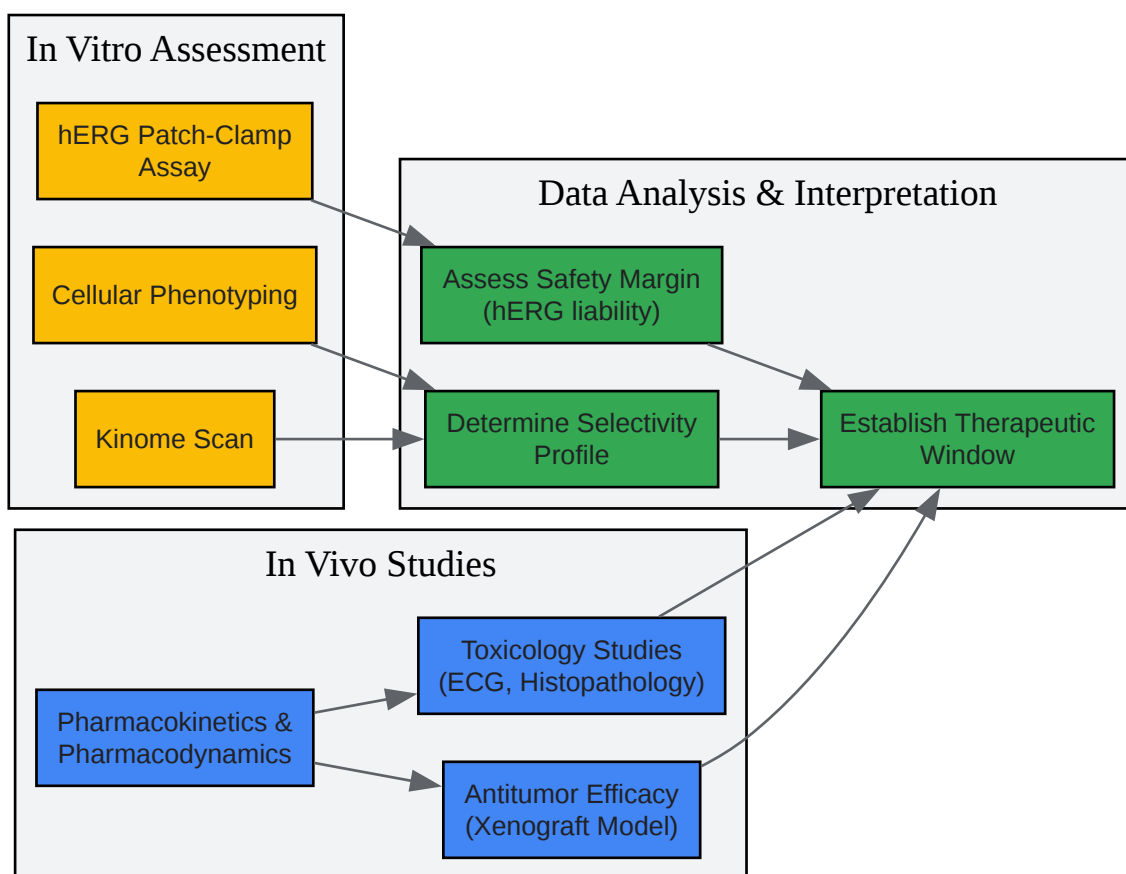 In Vitro Assessment
hERG Patch-Clamp
Assay
Cellular Phenotyping
Kinome Scan
Data Analysis & Interpretation
Assess Safety Margin
(hERG liability)
Determine Selectivity
Profile
Establish Therapeutic
Window
In Vivo Studies
Pharmacokinetics &
Pharmacodynamics
Toxicology Studies
(ECG, Histopathology)
Antitumor Efficacy
(Xenograft Model)